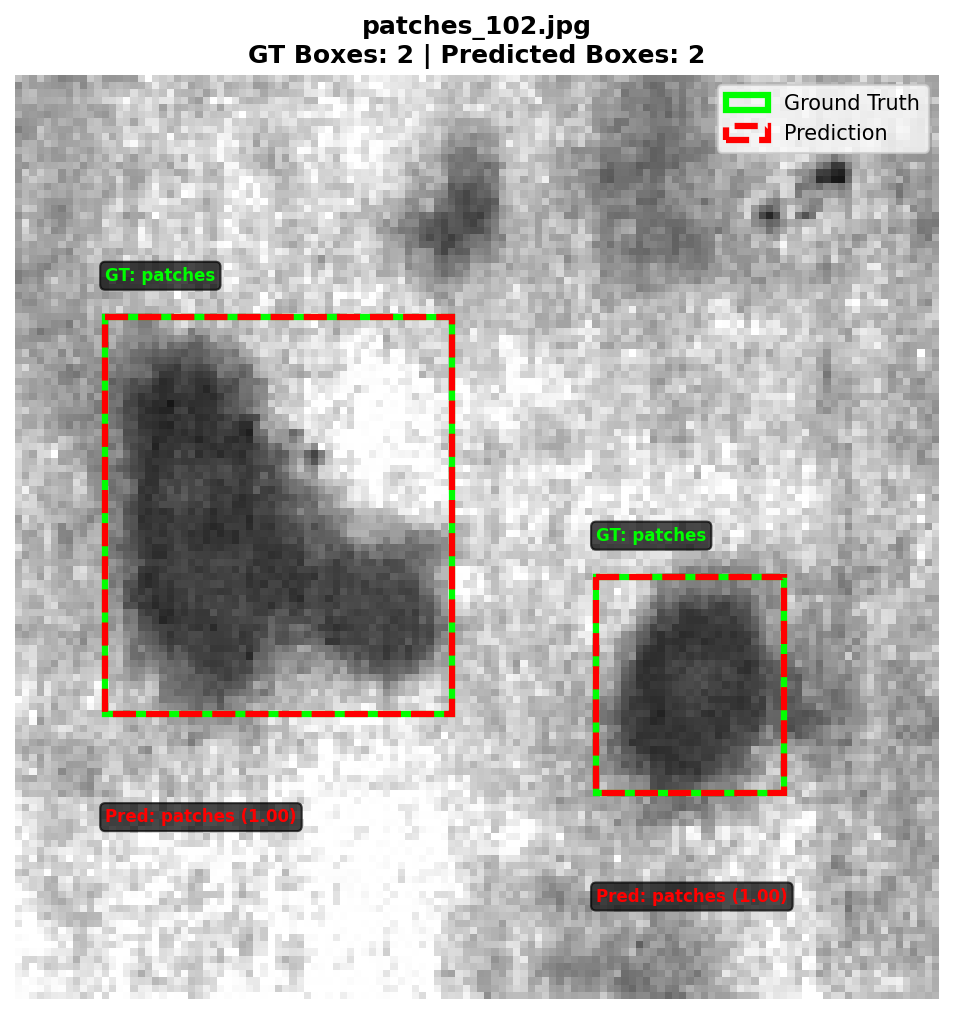 patches_102.jpg
GT Boxes: 2 | Predicted Boxes: 2
Ground Truth
Prediction
GT: patches
GT: patches
Pred: patches (1.00)
Pred: patches (1.00)